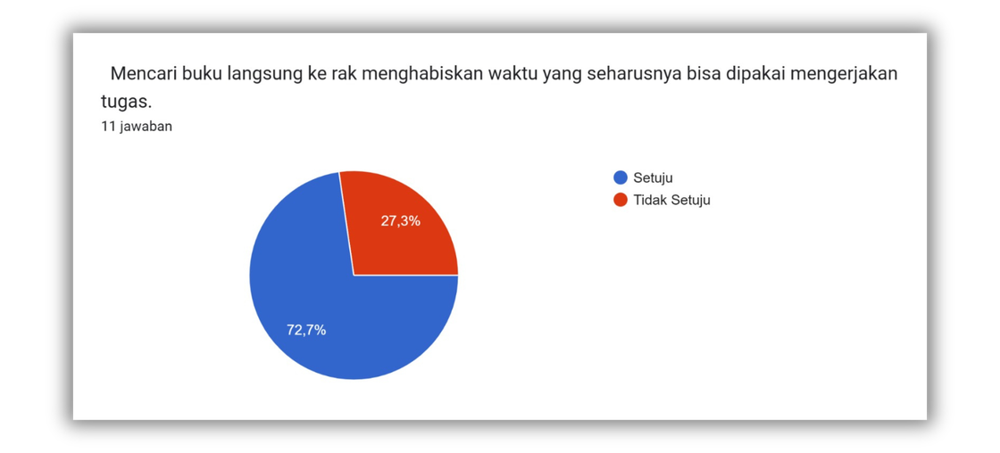 Mencari buku langsung ke rak menghabiskan waktu yang seharusnya bisa dipakai mengerjakan
tugas.
11 jawaban
Setuju
Tidak Setuju
27,3%
72,7%